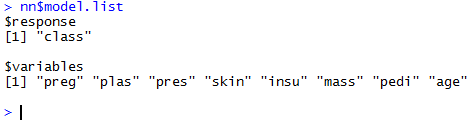 > nn$model.list
$response
[1] "class"
$variables
[1] "preg" "plas" "pres" "skin" "insu" "mass" "pedi" "age"
>